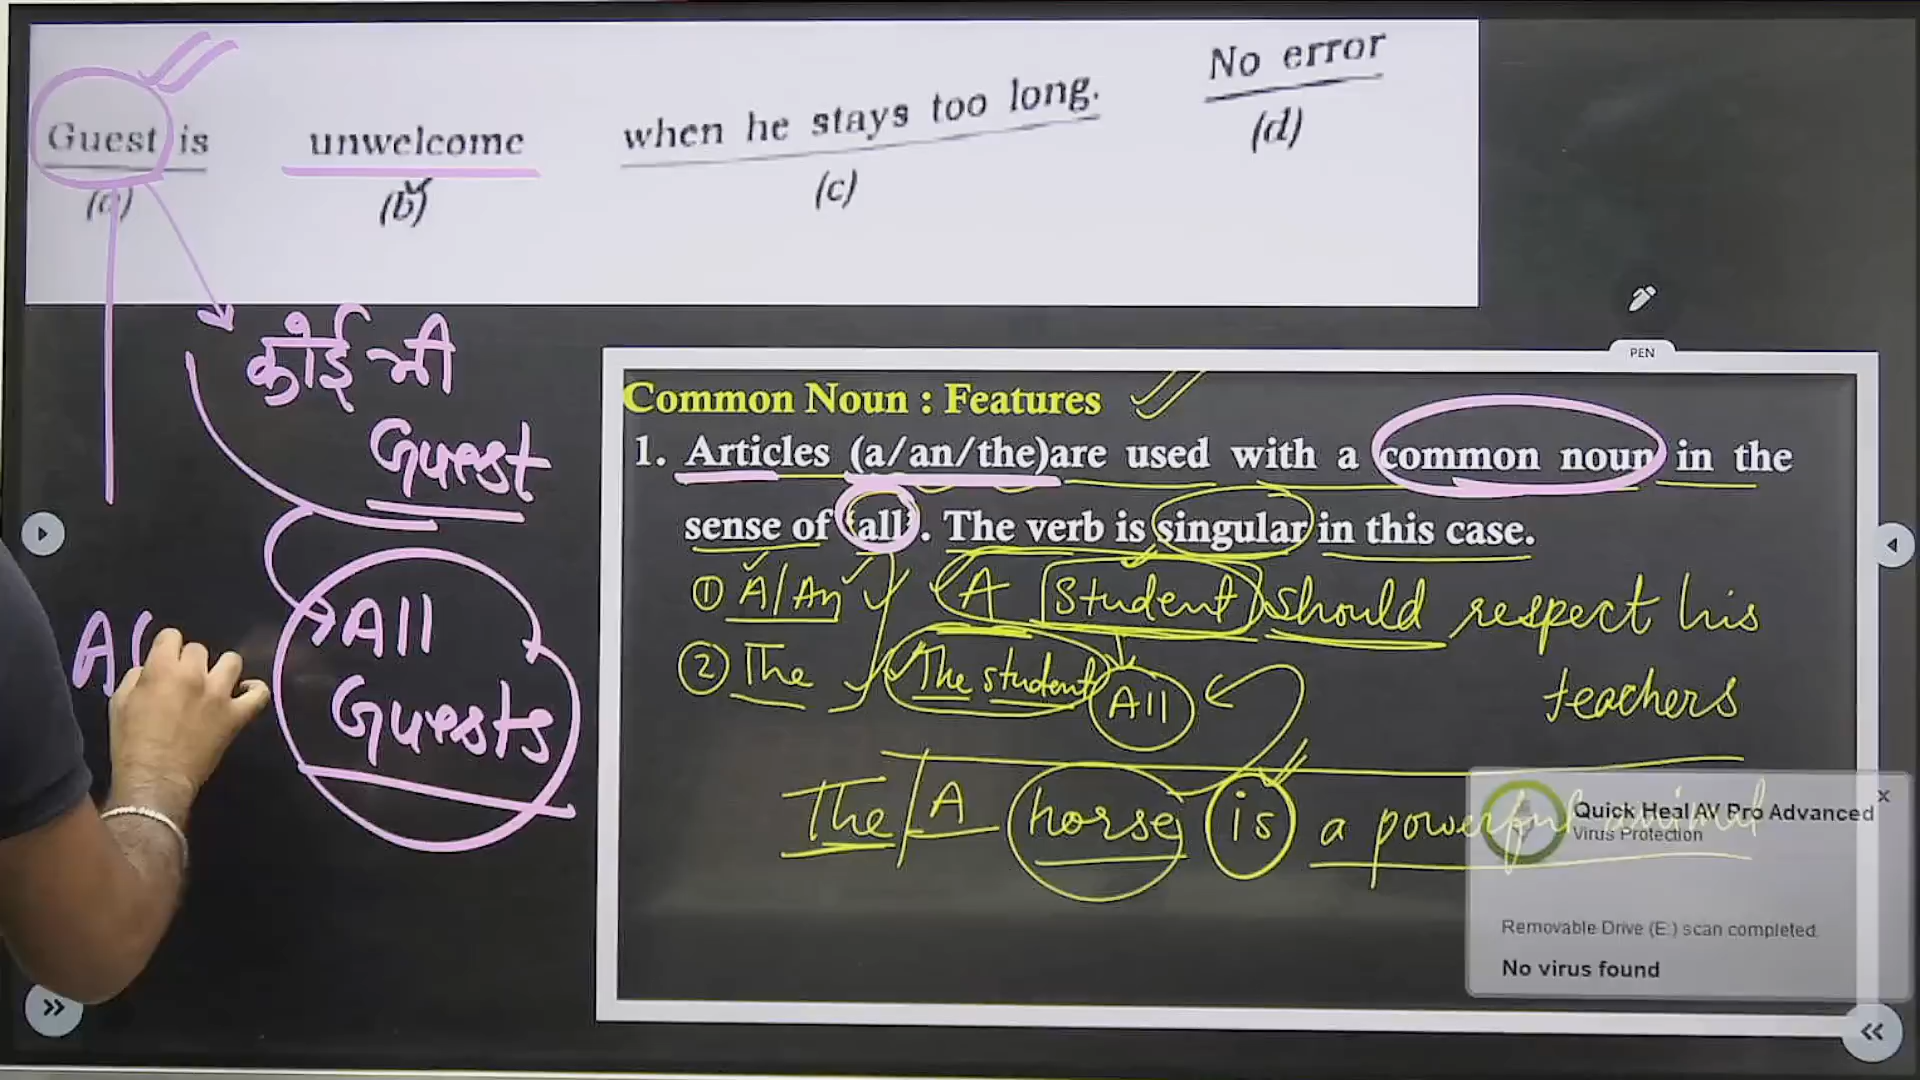 Guest is unwelcome when he stays too long. No error
(a) (b) (c) (d)
कोई भी
Guest
All
Guests
A
PEN
Common Noun : Features
1. Articles (a/an/the)are used with a common noun in the
sense of 'all'. The verb is singular in this case.
① A/An A Student should respect his
② The The student All teachers
The/A horse is a powerful animal
Quick Heal AV Pro Advanced
Virus Protection
Removable Drive (E:) scan completed
No virus found